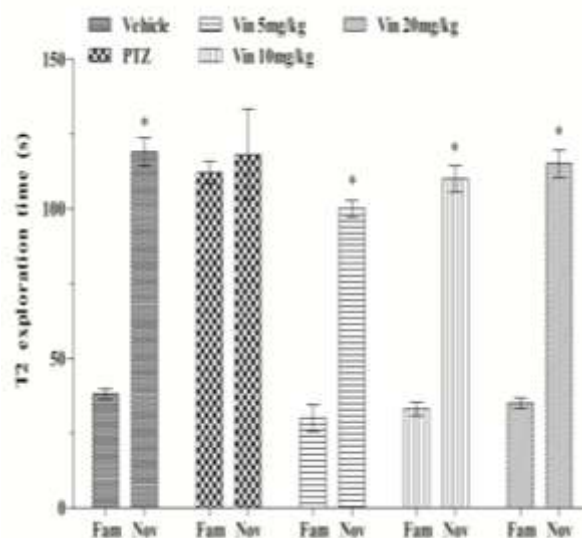 Vehicle Vin 5mg/kg Vin 20mg/kg
PTZ Vin 10mg/kg
T2 exploration time (s)
150
100
50
0
* * * *
Fam Nov Fam Nov Fam Nov Fam Nov Fam Nov